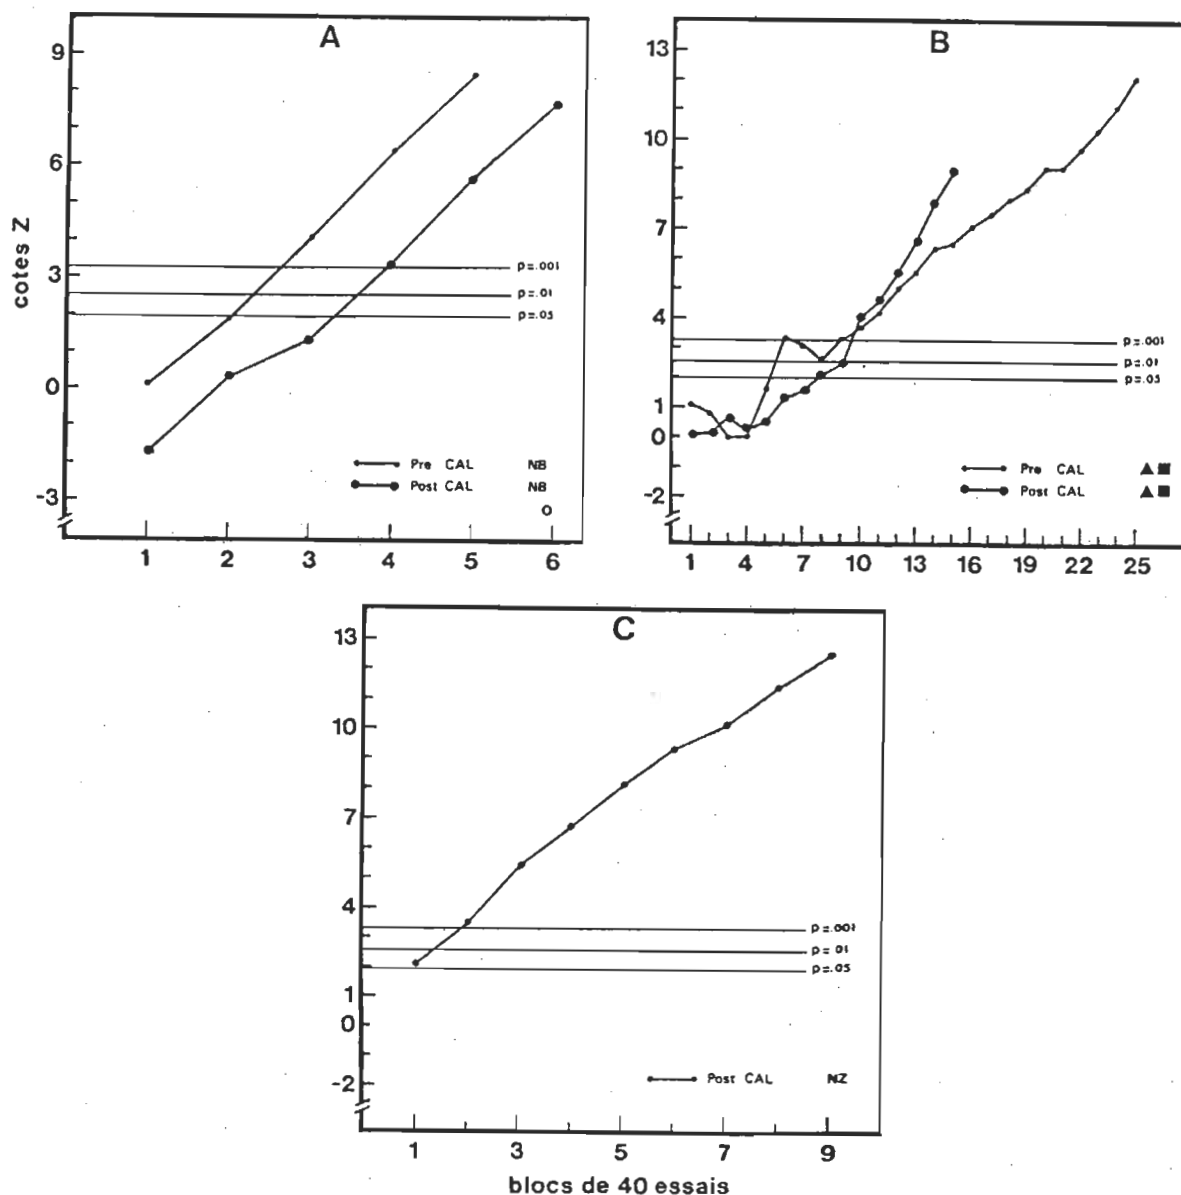 A
9
6
3
0
-3
cotes Z
p=.001
p=.01
p=.05
Pre CAL NB
Post CAL NB
O
1 2 3 4 5 6
B
13
10
7
4
1
0
-2
p=.001
p=.01
p=.05
Pre CAL ▲■
Post CAL ▲■
1 4 7 10 13 16 19 22 25
C
13
10
7
4
1
0
-2
p=.001
p=.01
p=.05
Post CAL NZ
1 3 5 7 9
blocs de 40 essais